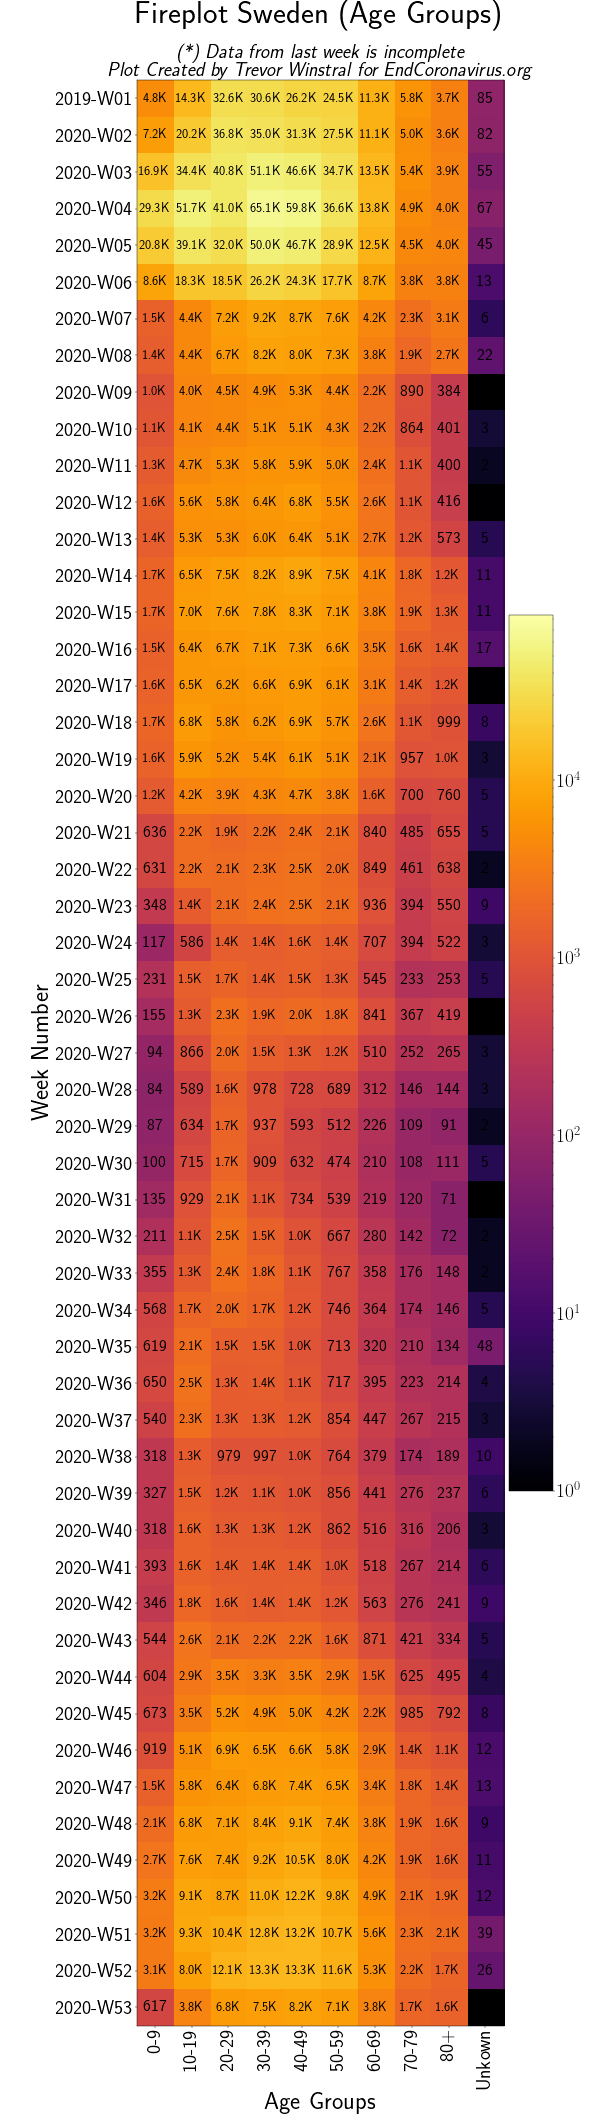 Fireplot Sweden (Age Groups)
(*) Data from last week is incomplete
Plot Created by Trevor Winstral for EndCoronavirus.org
2019-W01 4.8K 14.3K 32.6K 30.6K 26.2K 24.5K 11.3K 5.8K 3.7K 85
2020-W02 7.2K 20.2K 36.8K 35.0K 31.3K 27.5K 11.1K 5.0K 3.6K 82
2020-W03 16.9K 34.4K 40.8K 51.1K 46.6K 34.7K 13.5K 5.4K 3.9K 55
2020-W04 29.3K 51.7K 41.0K 65.1K 59.8K 36.6K 13.8K 4.9K 4.0K 67
2020-W05 20.8K 39.1K 32.0K 50.0K 46.7K 28.9K 12.5K 4.5K 4.0K 45
2020-W06 8.6K 18.3K 18.5K 26.2K 24.3K 17.7K 8.7K 3.8K 3.8K 13
2020-W07 1.5K 4.4K 7.2K 9.2K 8.7K 7.6K 4.2K 2.3K 3.1K 6
2020-W08 1.4K 4.4K 6.7K 8.2K 8.0K 7.3K 3.8K 1.9K 2.7K 22
2020-W09 1.0K 4.0K 4.5K 4.9K 5.3K 4.4K 2.2K 890 384
2020-W10 1.1K 4.1K 4.4K 5.1K 5.1K 4.3K 2.2K 864 401 3
2020-W11 1.3K 4.7K 5.3K 5.8K 5.9K 5.0K 2.4K 1.1K 400 2
2020-W12 1.6K 5.6K 5.8K 6.4K 6.8K 5.5K 2.6K 1.1K 416
2020-W13 1.4K 5.3K 5.3K 6.0K 6.4K 5.1K 2.7K 1.2K 573 5
2020-W14 1.7K 6.5K 7.5K 8.2K 8.9K 7.5K 4.1K 1.8K 1.2K 11
2020-W15 1.7K 7.0K 7.6K 7.8K 8.3K 7.1K 3.8K 1.9K 1.3K 11
2020-W16 1.5K 6.4K 6.7K 7.1K 7.3K 6.6K 3.5K 1.6K 1.4K 17
2020-W17 1.6K 6.5K 6.2K 6.6K 6.9K 6.1K 3.1K 1.4K 1.2K
2020-W18 1.7K 6.8K 5.8K 6.2K 6.9K 5.7K 2.6K 1.1K 999 8
2020-W19 1.6K 5.9K 5.2K 5.4K 6.1K 5.1K 2.1K 957 1.0K 3
2020-W20 1.2K 4.2K 3.9K 4.3K 4.7K 3.8K 1.6K 700 760 5
2020-W21 636 2.2K 1.9K 2.2K 2.4K 2.1K 840 485 655 5
2020-W22 631 2.2K 2.1K 2.3K 2.5K 2.0K 849 461 638 2
2020-W23 348 1.4K 2.1K 2.4K 2.5K 2.1K 936 394 550 9
2020-W24 117 586 1.4K 1.4K 1.6K 1.4K 707 394 522 3
2020-W25 231 1.5K 1.7K 1.4K 1.5K 1.3K 545 233 253 5
2020-W26 155 1.3K 2.3K 1.9K 2.0K 1.8K 841 367 419
2020-W27 94 866 2.0K 1.5K 1.3K 1.2K 510 252 265 3
2020-W28 84 589 1.6K 978 728 689 312 146 144 3
2020-W29 87 634 1.7K 937 593 512 226 109 91 2
2020-W30 100 715 1.7K 909 632 474 210 108 111 5
2020-W31 135 929 2.1K 1.1K 734 539 219 120 71
2020-W32 211 1.1K 2.5K 1.5K 1.0K 667 280 142 72 2
2020-W33 355 1.3K 2.4K 1.8K 1.1K 767 358 176 148 2
2020-W34 568 1.7K 2.0K 1.7K 1.2K 746 364 174 146 5
2020-W35 619 2.1K 1.5K 1.5K 1.0K 713 320 210 134 48
2020-W36 650 2.5K 1.3K 1.4K 1.1K 717 395 223 214 4
2020-W37 540 2.3K 1.3K 1.3K 1.2K 854 447 267 215 3
2020-W38 318 1.3K 979 997 1.0K 764 379 174 189 10
2020-W39 327 1.5K 1.2K 1.1K 1.0K 856 441 276 237 6
2020-W40 318 1.6K 1.3K 1.3K 1.2K 862 516 316 206 3
2020-W41 393 1.6K 1.4K 1.4K 1.4K 1.0K 518 267 214 6
2020-W42 346 1.8K 1.6K 1.4K 1.4K 1.2K 563 276 241 9
2020-W43 544 2.6K 2.1K 2.2K 2.2K 1.6K 871 421 334 5
2020-W44 604 2.9K 3.5K 3.3K 3.5K 2.9K 1.5K 625 495 4
2020-W45 673 3.5K 5.2K 4.9K 5.0K 4.2K 2.2K 985 792 8
2020-W46 919 5.1K 6.9K 6.5K 6.6K 5.8K 2.9K 1.4K 1.1K 12
2020-W47 1.5K 5.8K 6.4K 6.8K 7.4K 6.5K 3.4K 1.8K 1.4K 13
2020-W48 2.1K 6.8K 7.1K 8.4K 9.1K 7.4K 3.8K 1.9K 1.6K 9
2020-W49 2.7K 7.6K 7.4K 9.2K 10.5K 8.0K 4.2K 1.9K 1.6K 11
2020-W50 3.2K 9.1K 8.7K 11.0K 12.2K 9.8K 4.9K 2.1K 1.9K 12
2020-W51 3.2K 9.3K 10.4K 12.8K 13.2K 10.7K 5.6K 2.3K 2.1K 39
2020-W52 3.1K 8.0K 12.1K 13.3K 13.3K 11.6K 5.3K 2.2K 1.7K 26
2020-W53 617 3.8K 6.8K 7.5K 8.2K 7.1K 3.8K 1.7K 1.6K
0-9 10-19 20-29 30-39 40-49 50-59 60-69 70-79 80+ Unkown
Age Groups
Week Number
10⁴
10³
10²
10¹
10⁰